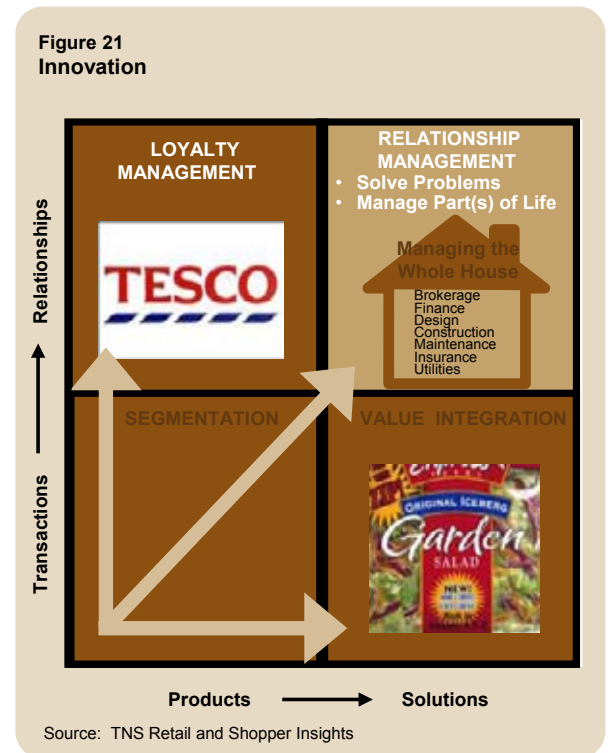 Figure 21
Innovation
LOYALTY
MANAGEMENT
TESCO
RELATIONSHIP
MANAGEMENT
• Solve Problems
• Manage Part(s) of Life
Managing the
Whole House
Brokerage
Finance
Design
Construction
Maintenance
Insurance
Utilities
Relationships
Transactions
SEGMENTATION
VALUE INTEGRATION
ORIGINAL ICEBERG
Garden
SALAD
NEW!
Products
Solutions
Source: TNS Retail and Shopper Insights